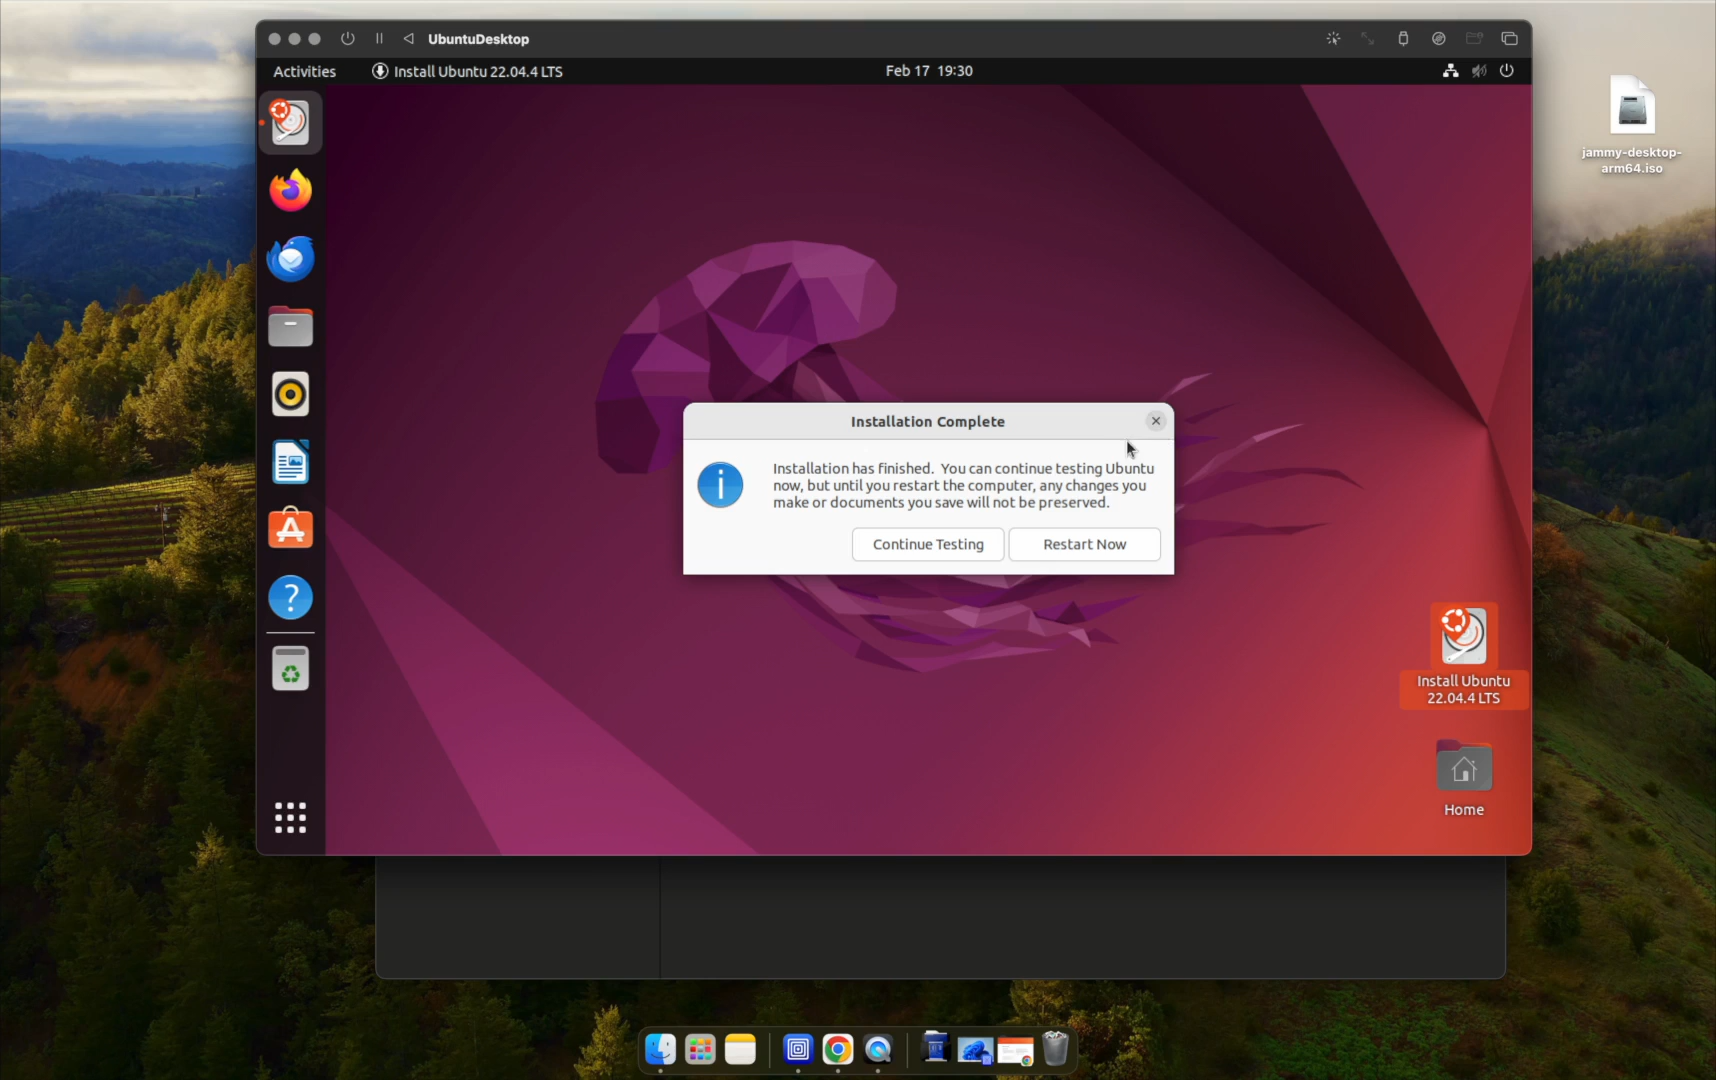 UbuntuDesktop
Activities
Install Ubuntu 22.04.4 LTS
Feb 17 19:30
jammy-desktop-
arm64.iso
Installation Complete
Installation has finished. You can continue testing Ubuntu
now, but until you restart the computer, any changes you
make or documents you save will not be preserved.
Continue Testing
Restart Now
Install Ubuntu
22.04.4 LTS
Home